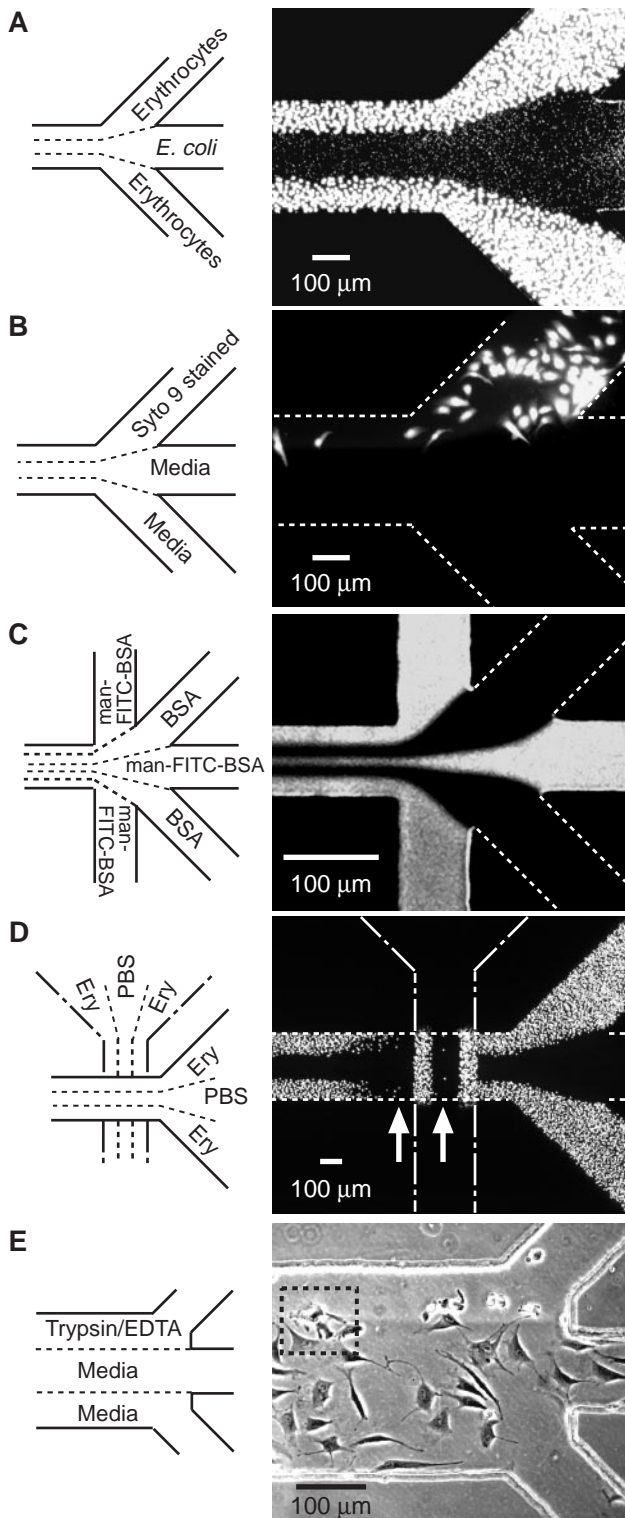 A
Erythrocytes
E. coli
Erythrocytes
100 μm
B
Syto 9 stained
Media
Media
100 μm
C
man-
FITC-BSA
BSA
man-FITC-BSA
man-
FITC-BSA
BSA
100 μm
D
Ery
PBS
Ery
Ery
PBS
Ery
100 μm
E
Trypsin/EDTA
Media
Media
100 μm